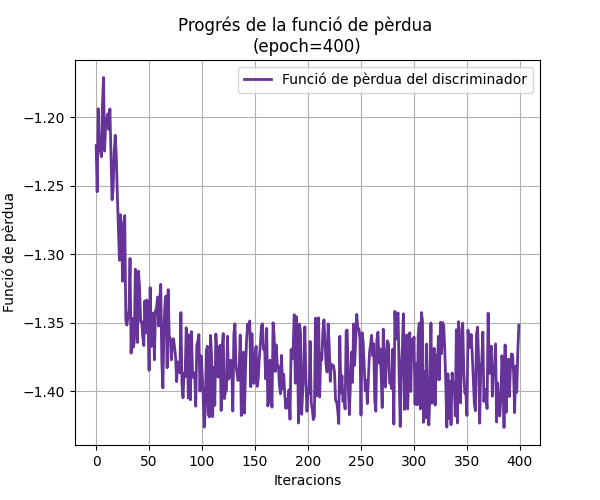 Progrés de la funció de pèrdua
(epoch=400)
Funció de pèrdua del discriminador
Funció de pèrdua
−1.20
−1.25
−1.30
−1.35
−1.40
0 50 100 150 200 250 300 350 400
Iteracions